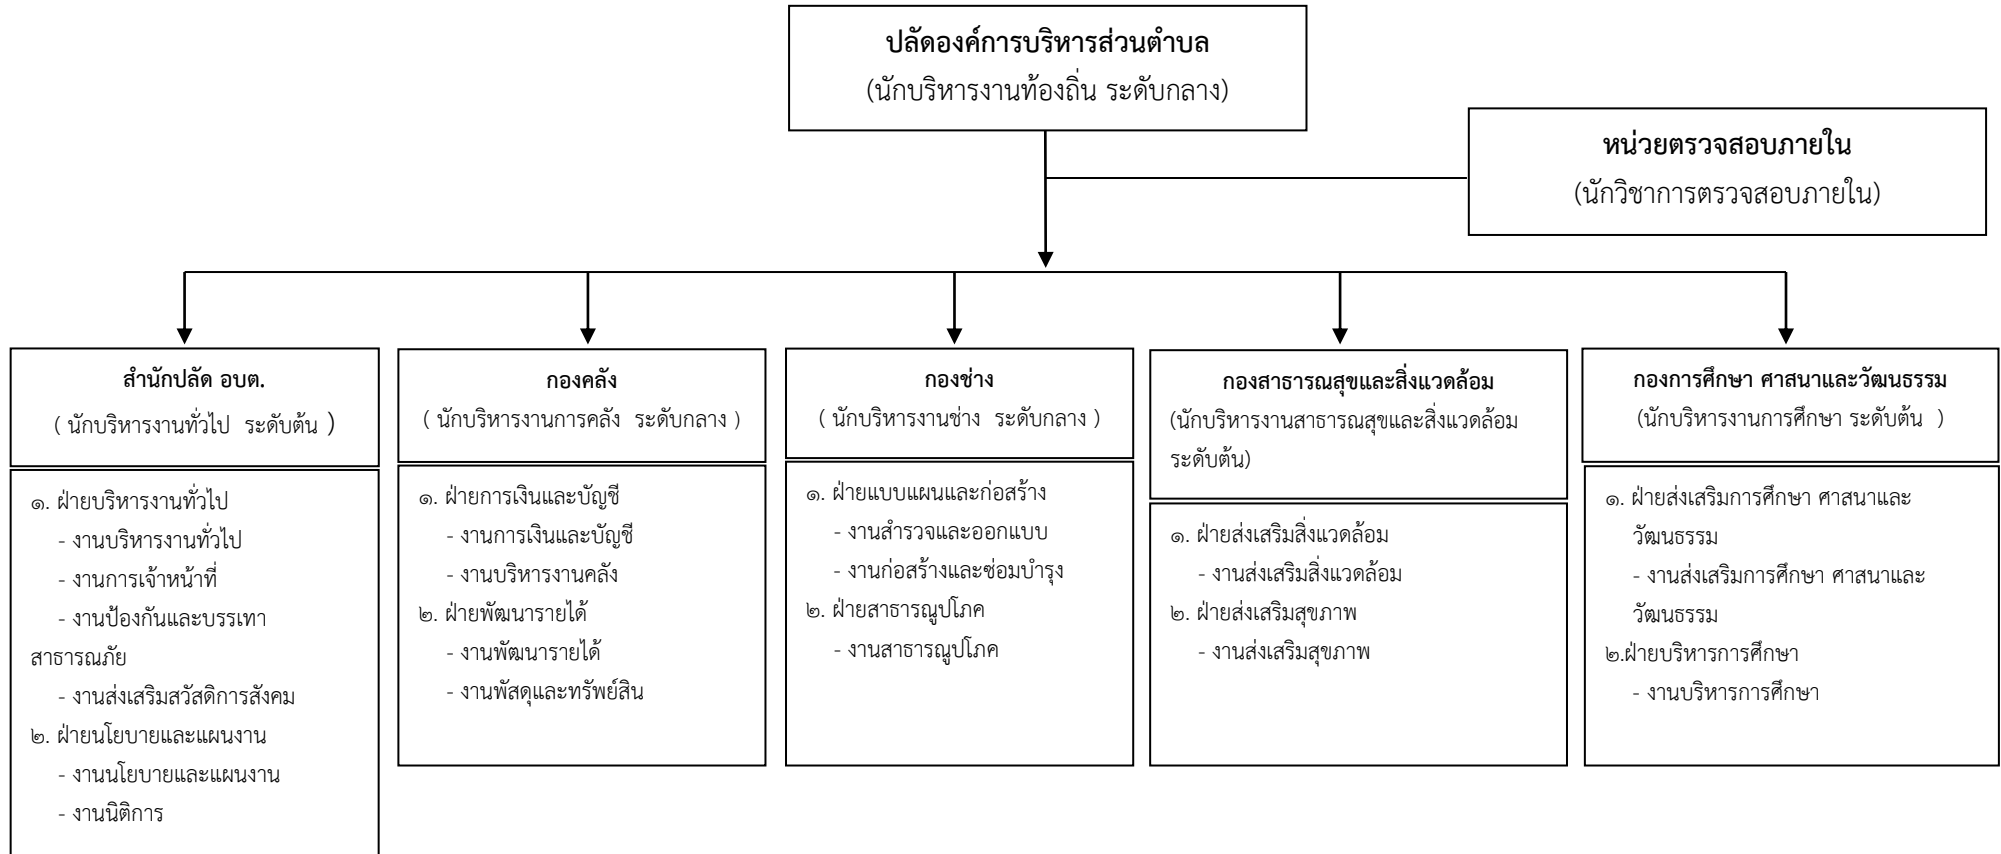 ปลัดองค์การบริหารส่วนตำบล
(นักบริหารงานท้องถิ่น ระดับกลาง)
หน่วยตรวจสอบภายใน
(นักวิชาการตรวจสอบภายใน)
สำนักปลัด อบต.
( นักบริหารงานทั่วไป ระดับต้น )
๑. ฝ่ายบริหารงานทั่วไป
- งานบริหารงานทั่วไป
- งานการเจ้าหน้าที่
- งานป้องกันและบรรเทา
สาธารณภัย
- งานส่งเสริมสวัสดิการสังคม
๒. ฝ่ายนโยบายและแผนงาน
- งานนโยบายและแผนงาน
- งานนิติการ
กองคลัง
( นักบริหารงานการคลัง ระดับกลาง )
๑. ฝ่ายการเงินและบัญชี
- งานการเงินและบัญชี
- งานบริหารงานคลัง
๒. ฝ่ายพัฒนารายได้
- งานพัฒนารายได้
- งานพัสดุและทรัพย์สิน
กองช่าง
( นักบริหารงานช่าง ระดับกลาง )
๑. ฝ่ายแบบแผนและก่อสร้าง
- งานสำรวจและออกแบบ
- งานก่อสร้างและซ่อมบำรุง
๒. ฝ่ายสาธารณูปโภค
- งานสาธารณูปโภค
กองสาธารณสุขและสิ่งแวดล้อม
(นักบริหารงานสาธารณสุขและสิ่งแวดล้อม
ระดับต้น)
๑. ฝ่ายส่งเสริมสิ่งแวดล้อม
- งานส่งเสริมสิ่งแวดล้อม
๒. ฝ่ายส่งเสริมสุขภาพ
- งานส่งเสริมสุขภาพ
กองการศึกษา ศาสนาและวัฒนธรรม
(นักบริหารงานการศึกษา ระดับต้น )
๑. ฝ่ายส่งเสริมการศึกษา ศาสนาและ
วัฒนธรรม
- งานส่งเสริมการศึกษา ศาสนาและ
วัฒนธรรม
๒.ฝ่ายบริหารการศึกษา
- งานบริหารการศึกษา